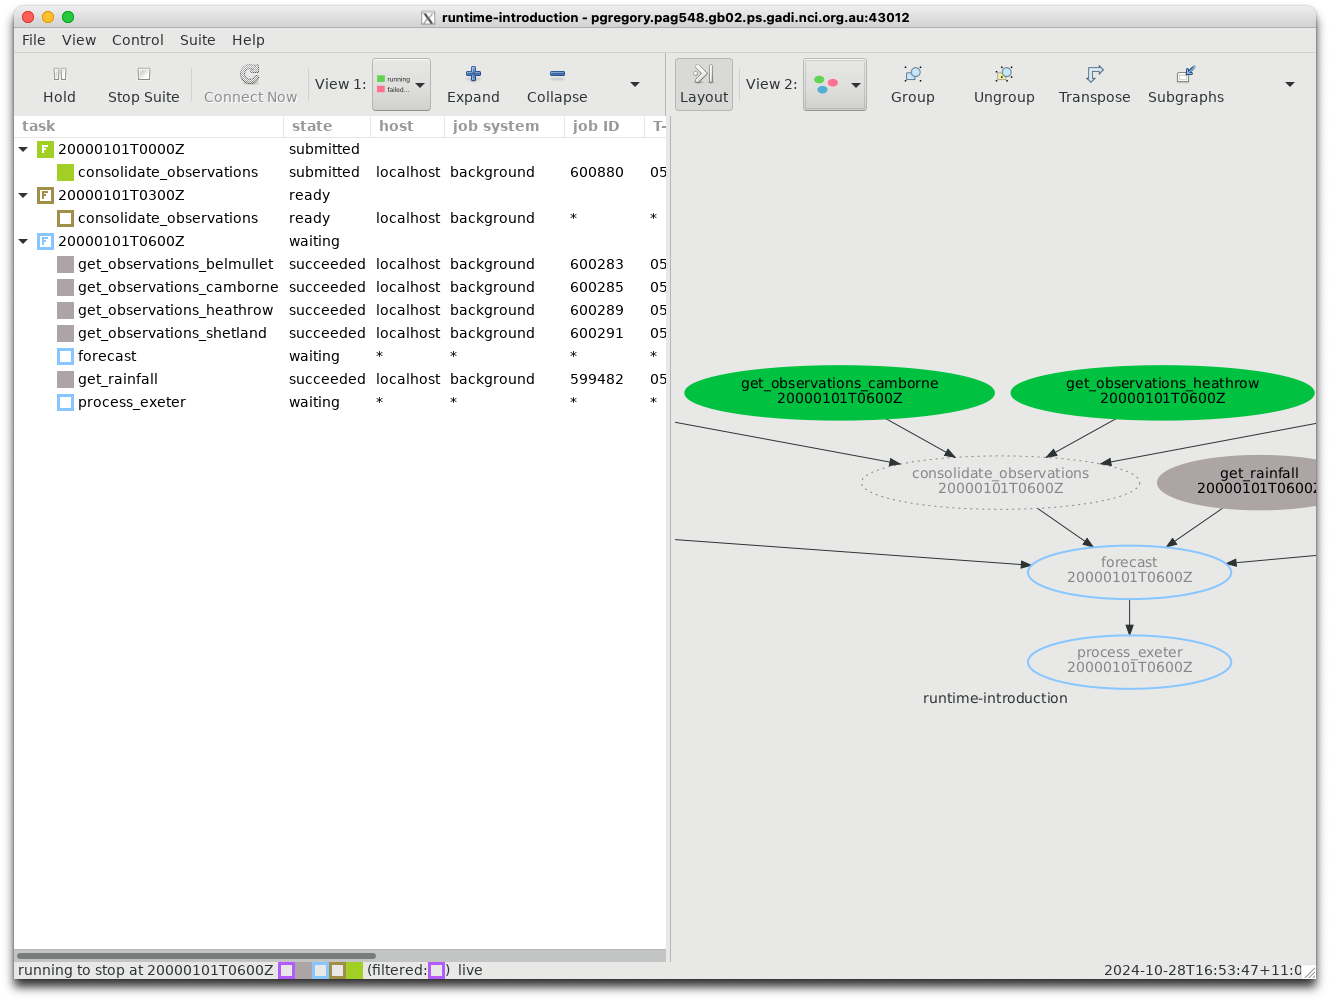 runtime-introduction - pgregory.pag548.gb02.ps.gadi.nci.org.au:43012
File View Control Suite Help
Hold Stop Suite Connect Now View 1: running failed... Expand Collapse Layout View 2: Group Ungroup Transpose Subgraphs
task state host job system job ID T-
F 20000101T0000Z submitted
consolidate_observations submitted localhost background 600880 05
F 20000101T0300Z ready
consolidate_observations ready localhost background * *
F 20000101T0600Z waiting
get_observations_belmullet succeeded localhost background 600283 05
get_observations_camborne succeeded localhost background 600285 05
get_observations_heathrow succeeded localhost background 600289 05
get_observations_shetland succeeded localhost background 600291 05
forecast waiting * * * *
get_rainfall succeeded localhost background 599482 05
process_exeter waiting * * * *
get_observations_camborne
20000101T0600Z
get_observations_heathrow
20000101T0600Z
consolidate_observations
20000101T0600Z
get_rainfall
20000101T0600Z
forecast
20000101T0600Z
process_exeter
20000101T0600Z
runtime-introduction
running to stop at 20000101T0600Z (filtered: ) live
2024-10-28T16:53:47+11:0